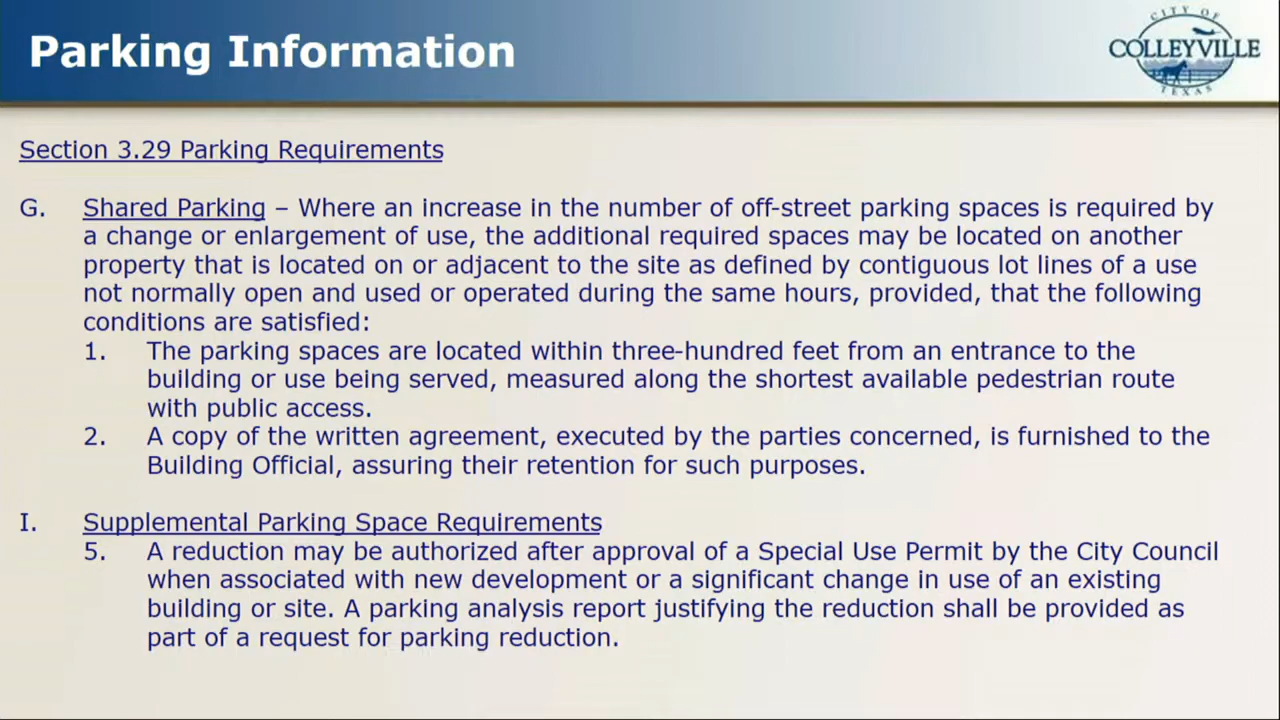 Parking Information
CITY OF
COLLEYVILLE
TEXAS
Section 3.29 Parking Requirements
G. Shared Parking – Where an increase in the number of off-street parking spaces is required by
a change or enlargement of use, the additional required spaces may be located on another
property that is located on or adjacent to the site as defined by contiguous lot lines of a use
not normally open and used or operated during the same hours, provided, that the following
conditions are satisfied:
1. The parking spaces are located within three-hundred feet from an entrance to the
building or use being served, measured along the shortest available pedestrian route
with public access.
2. A copy of the written agreement, executed by the parties concerned, is furnished to the
Building Official, assuring their retention for such purposes.
I. Supplemental Parking Space Requirements
5. A reduction may be authorized after approval of a Special Use Permit by the City Council
when associated with new development or a significant change in use of an existing
building or site. A parking analysis report justifying the reduction shall be provided as
part of a request for parking reduction.